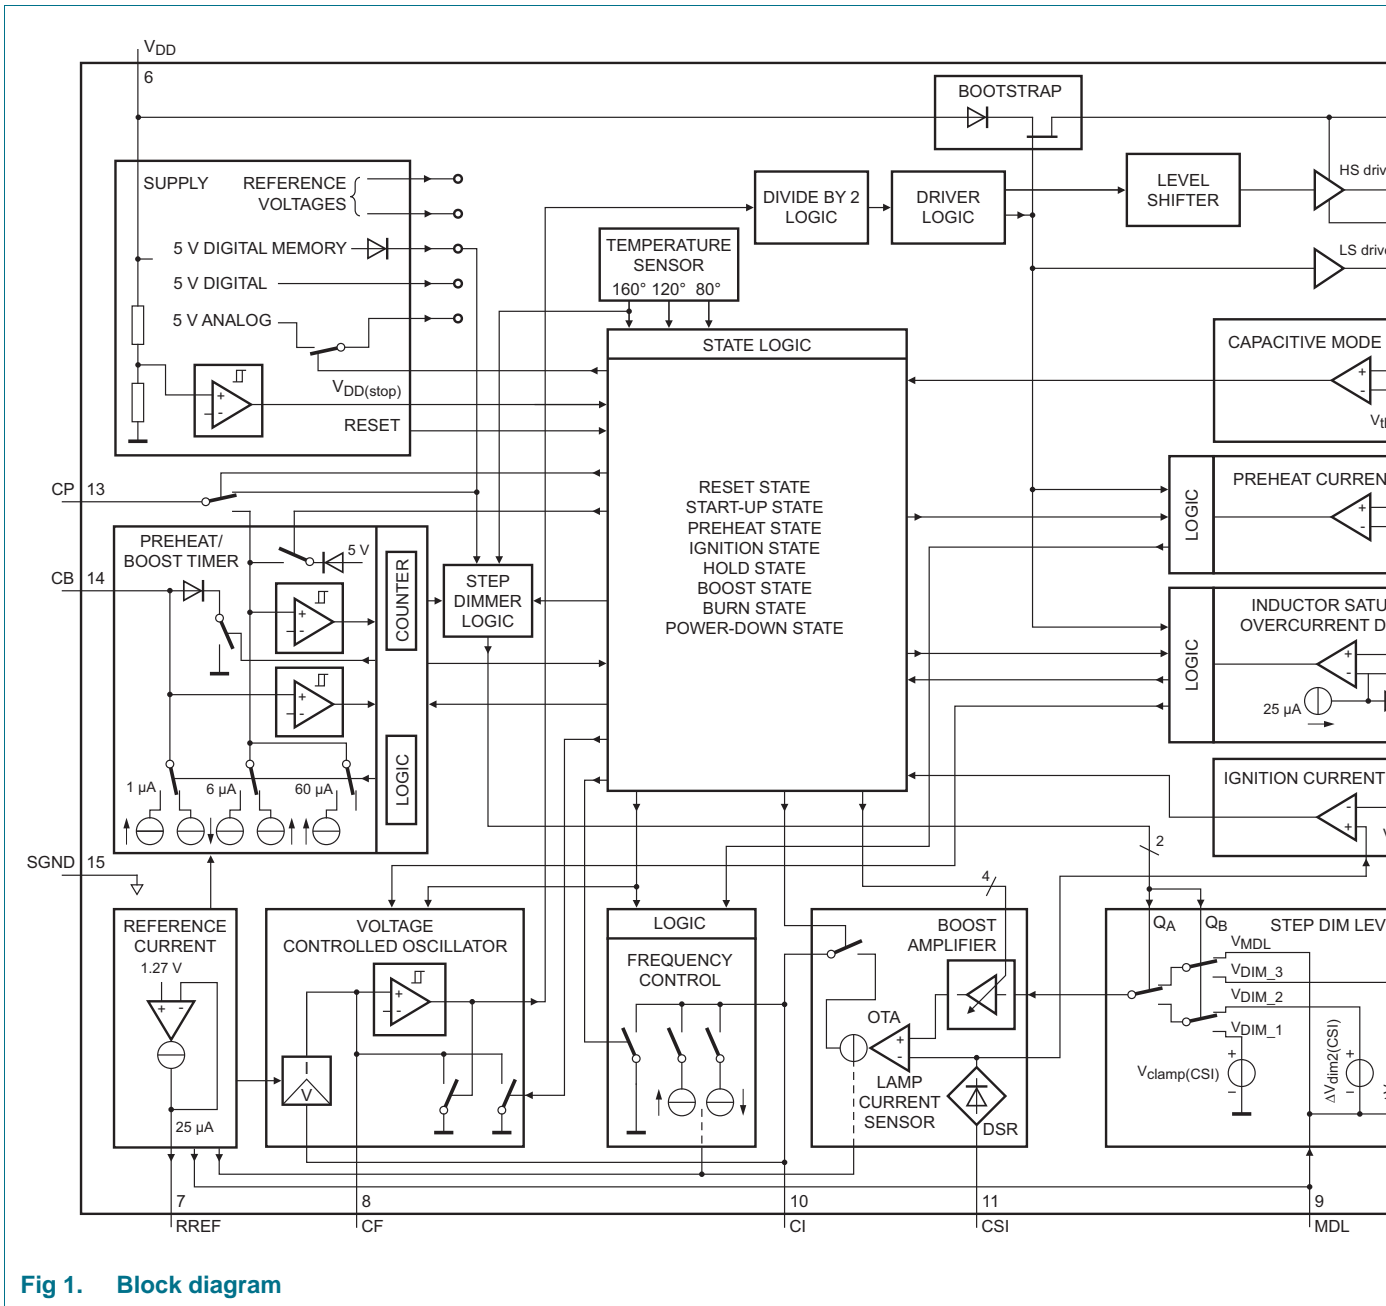 VDD
6
BOOTSTRAP
SUPPLY
REFERENCE
VOLTAGES
5 V DIGITAL MEMORY
5 V DIGITAL
5 V ANALOG
VDD(stop)
RESET
TEMPERATURE
SENSOR
160° 120° 80°
DIVIDE BY 2
LOGIC
DRIVER
LOGIC
LEVEL
SHIFTER
HS
LS
STATE LOGIC
RESET STATE
START-UP STATE
PREHEAT STATE
IGNITION STATE
HOLD STATE
BOOST STATE
BURN STATE
POWER-DOWN STATE
CAPACITIVE MODE
+
-
PREHEAT
LOGIC
+
-
INDUCTOR
LOGIC
+
-
25 µA
IGNITION CURRENT
-
+
CP 13
CB 14
PREHEAT/
BOOST TIMER
5 V
+
-
+
-
+
-
COUNTER
LOGIC
1 µA
6 µA
60 µA
STEP
DIMMER
LOGIC
SGND 15
REFERENCE
CURRENT
1.27 V
+ -
25 µA
VOLTAGE
CONTROLLED OSCILLATOR
+
-
I
V
LOGIC
FREQUENCY
CONTROL
4
2
BOOST
AMPLIFIER
OTA
+
-
LAMP
CURRENT
SENSOR
DSR
QA
QB
STEP DIM
VMDL
VDIM_3
VDIM_2
VDIM_1
Vclamp(CSI)
+
-
ΔVdim2(CSI)
+
-
7
RREF
8
CF
10
CI
11
CSI
9
MDL
Fig 1. Block diagram